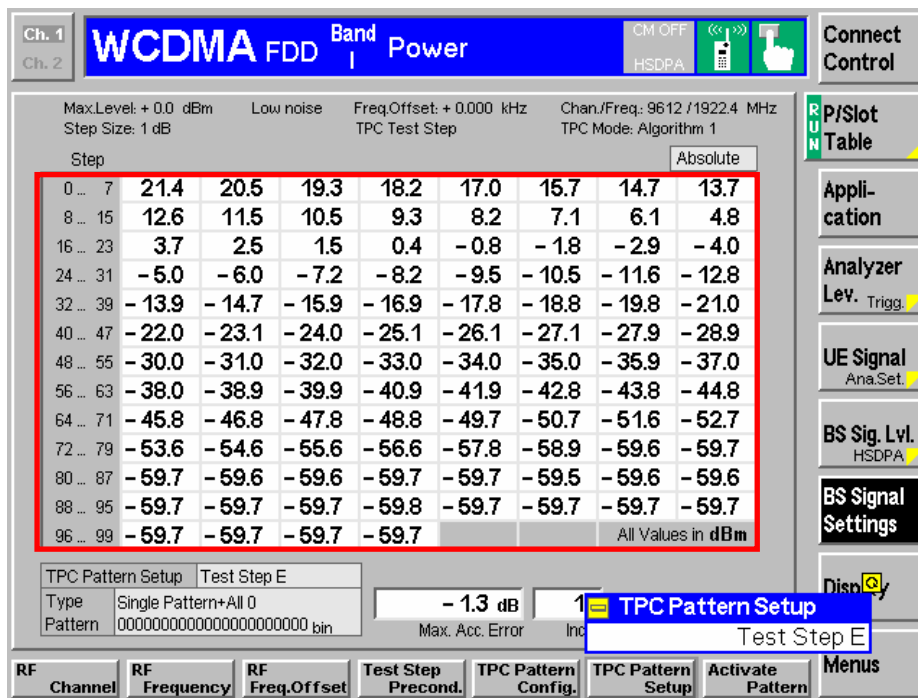 Ch. 1
Ch. 2
WCDMA FDD Band I Power
CM OFF
HSDPA
Connect Control
Max.Level: + 0.0 dBm Low noise Freq.Offset: + 0.000 kHz Chan./Freq.: 9612 / 1922.4 MHz
Step Size: 1 dB TPC Test Step TPC Mode: Algorithm 1
RUN
P/Slot Table
Step Absolute
0 ... 7 21.4 20.5 19.3 18.2 17.0 15.7 14.7 13.7
8 ... 15 12.6 11.5 10.5 9.3 8.2 7.1 6.1 4.8
16 ... 23 3.7 2.5 1.5 0.4 – 0.8 – 1.8 – 2.9 – 4.0
24 ... 31 – 5.0 – 6.0 – 7.2 – 8.2 – 9.5 – 10.5 – 11.6 – 12.8
32 ... 39 – 13.9 – 14.7 – 15.9 – 16.9 – 17.8 – 18.8 – 19.8 – 21.0
40 ... 47 – 22.0 – 23.1 – 24.0 – 25.1 – 26.1 – 27.1 – 27.9 – 28.9
48 ... 55 – 30.0 – 31.0 – 32.0 – 33.0 – 34.0 – 35.0 – 35.9 – 37.0
56 ... 63 – 38.0 – 38.9 – 39.9 – 40.9 – 41.9 – 42.8 – 43.8 – 44.8
64 ... 71 – 45.8 – 46.8 – 47.8 – 48.8 – 49.7 – 50.7 – 51.6 – 52.7
72 ... 79 – 53.6 – 54.6 – 55.6 – 56.6 – 57.8 – 58.9 – 59.6 – 59.7
80 ... 87 – 59.7 – 59.6 – 59.6 – 59.7 – 59.7 – 59.5 – 59.6 – 59.6
88 ... 95 – 59.7 – 59.7 – 59.7 – 59.8 – 59.7 – 59.7 – 59.7 – 59.7
96 ... 99 – 59.7 – 59.7 – 59.7 – 59.7 All Values in dBm
Appli-cation
Analyzer Lev. Trigg.
UE Signal
Ana.Set.
BS Sig. Lvl.
HSDPA
BS Signal Settings
Display
Menus
TPC Pattern Setup Test Step E
Type Single Pattern+All 0
Pattern 00000000000000000000 bin
– 1.3 dB
Max. Acc. Error
1
Inc
TPC Pattern Setup
Test Step E
RF Channel
RF Frequency
RF Freq.Offset
Test Step Precond.
TPC Pattern Config.
TPC Pattern Setup
Activate Pattern